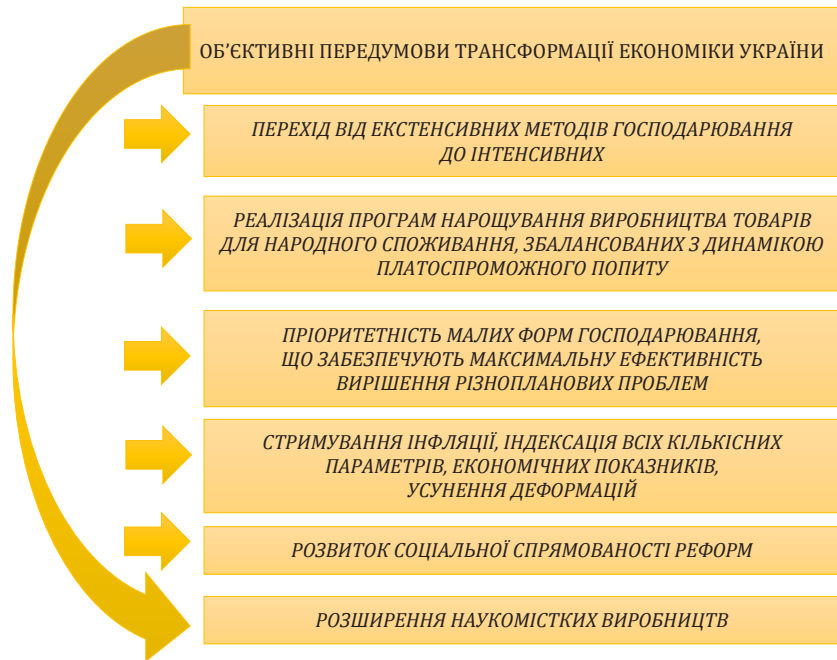 ОБ’ЄКТИВНІ ПЕРЕДУМОВИ ТРАНСФОРМАЦІЇ ЕКОНОМІКИ УКРАЇНИ
ПЕРЕХІД ВІД ЕКСТЕНСИВНИХ МЕТОДІВ ГОСПОДАРЮВАННЯ
ДО ІНТЕНСИВНИХ
РЕАЛІЗАЦІЯ ПРОГРАМ НАРОЩУВАННЯ ВИРОБНИЦТВА ТОВАРІВ
ДЛЯ НАРОДНОГО СПОЖИВАННЯ, ЗБАЛАНСОВАНИХ З ДИНАМІКОЮ
ПЛАТОСПРОМОЖНОГО ПОПИТУ
ПРІОРИТЕТНІСТЬ МАЛИХ ФОРМ ГОСПОДАРЮВАННЯ,
ЩО ЗАБЕЗПЕЧУЮТЬ МАКСИМАЛЬНУ ЕФЕКТИВНІСТЬ
ВИРІШЕННЯ РІЗНОПЛАНОВИХ ПРОБЛЕМ
СТРИМУВАННЯ ІНФЛЯЦІЇ, ІНДЕКСАЦІЯ ВСІХ КІЛЬКІСНИХ
ПАРАМЕТРІВ, ЕКОНОМІЧНИХ ПОКАЗНИКІВ,
УСУНЕННЯ ДЕФОРМАЦІЙ
РОЗВИТОК СОЦІАЛЬНОЇ СПРЯМОВАНОСТІ РЕФОРМ
РОЗШИРЕННЯ НАУКОМІСТКИХ ВИРОБНИЦТВ